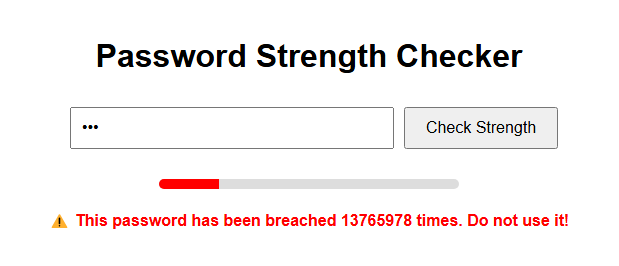 Password Strength Checker
•••
Check Strength
⚠ This password has been breached 13765978 times. Do not use it!